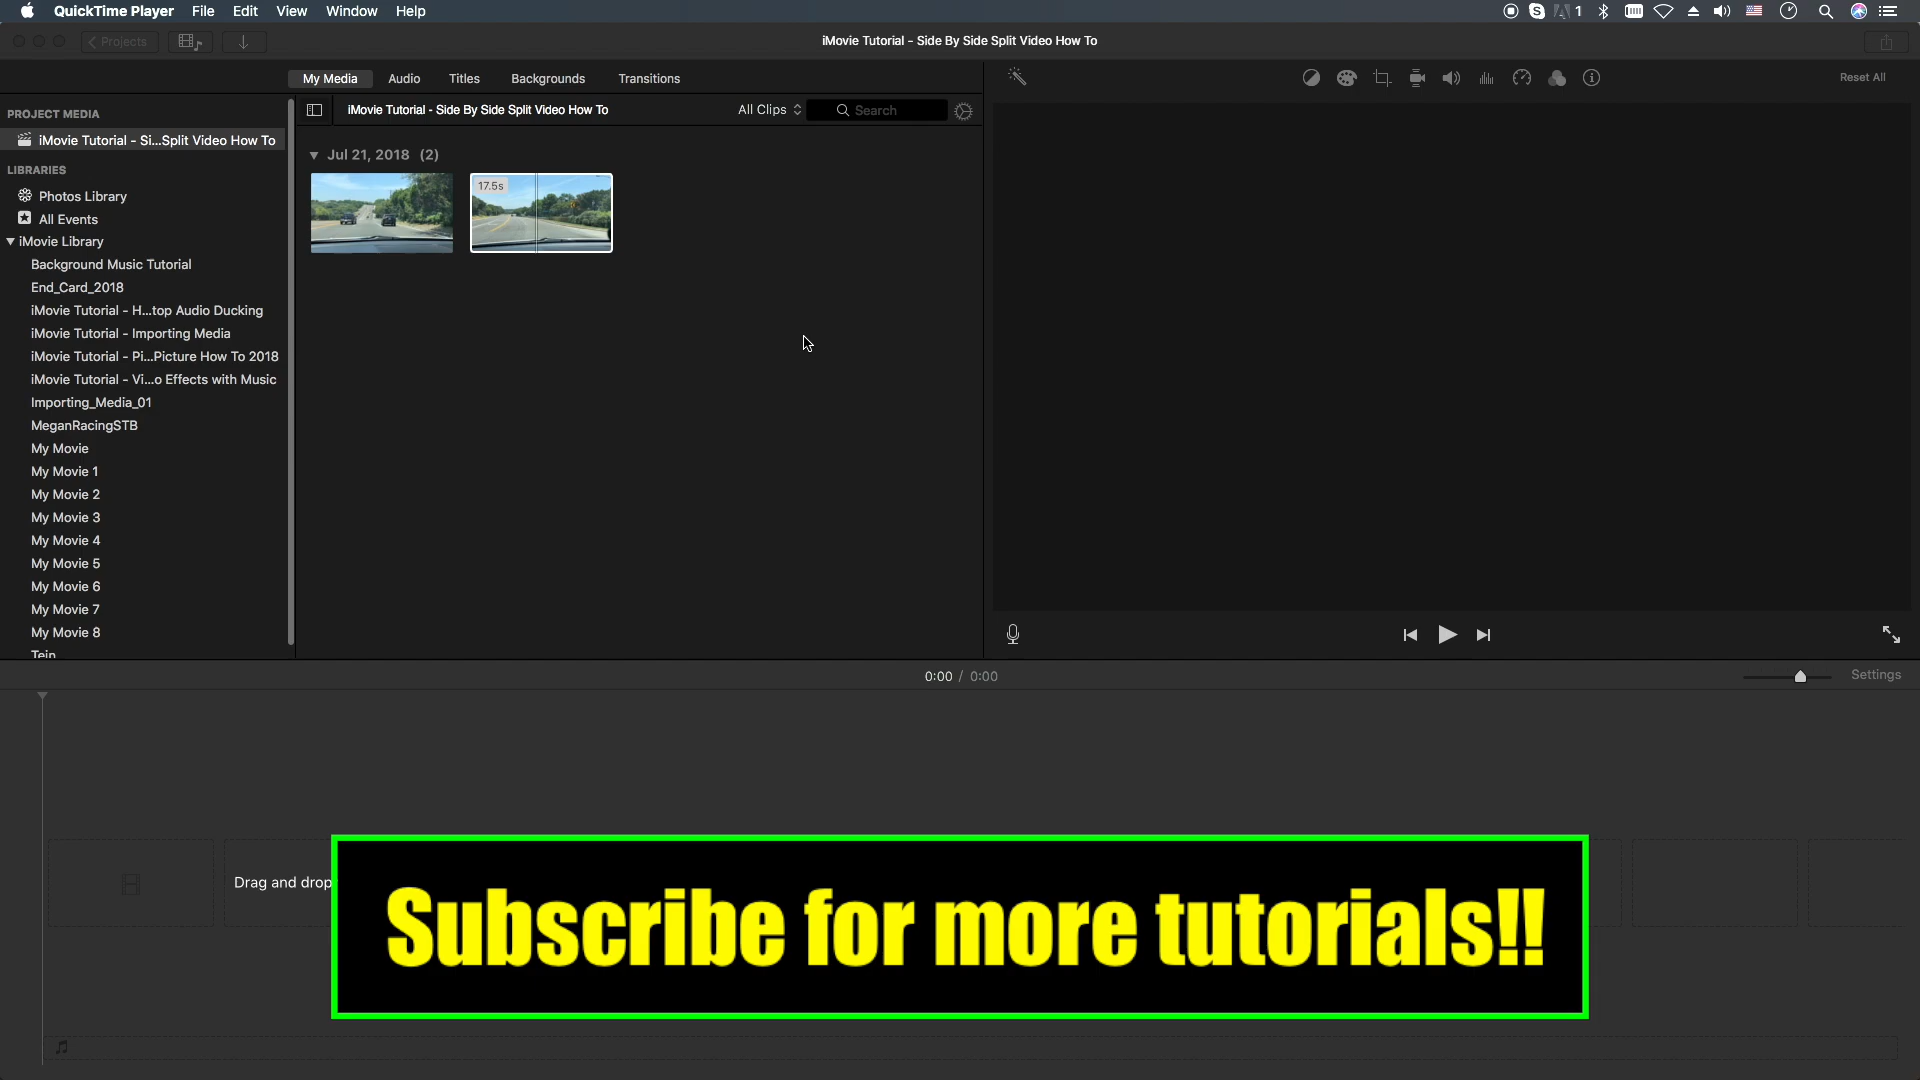 QuickTime Player File Edit View Window Help 1
Projects iMovie Tutorial - Side By Side Split Video How To
My Media Audio Titles Backgrounds Transitions Reset All
PROJECT MEDIA
iMovie Tutorial - Si...Split Video How To
LIBRARIES
Photos Library
All Events
iMovie Library
Background Music Tutorial
End_Card_2018
iMovie Tutorial - H...top Audio Ducking
iMovie Tutorial - Importing Media
iMovie Tutorial - Pi...Picture How To 2018
iMovie Tutorial - Vi...o Effects with Music
Importing_Media_01
MeganRacingSTB
My Movie
My Movie 1
My Movie 2
My Movie 3
My Movie 4
My Movie 5
My Movie 6
My Movie 7
My Movie 8
Tein
iMovie Tutorial - Side By Side Split Video How To All Clips Search
Jul 21, 2018 (2)
17.5s
0:00 / 0:00 Settings
Drag and drop
Subscribe for more tutorials!!